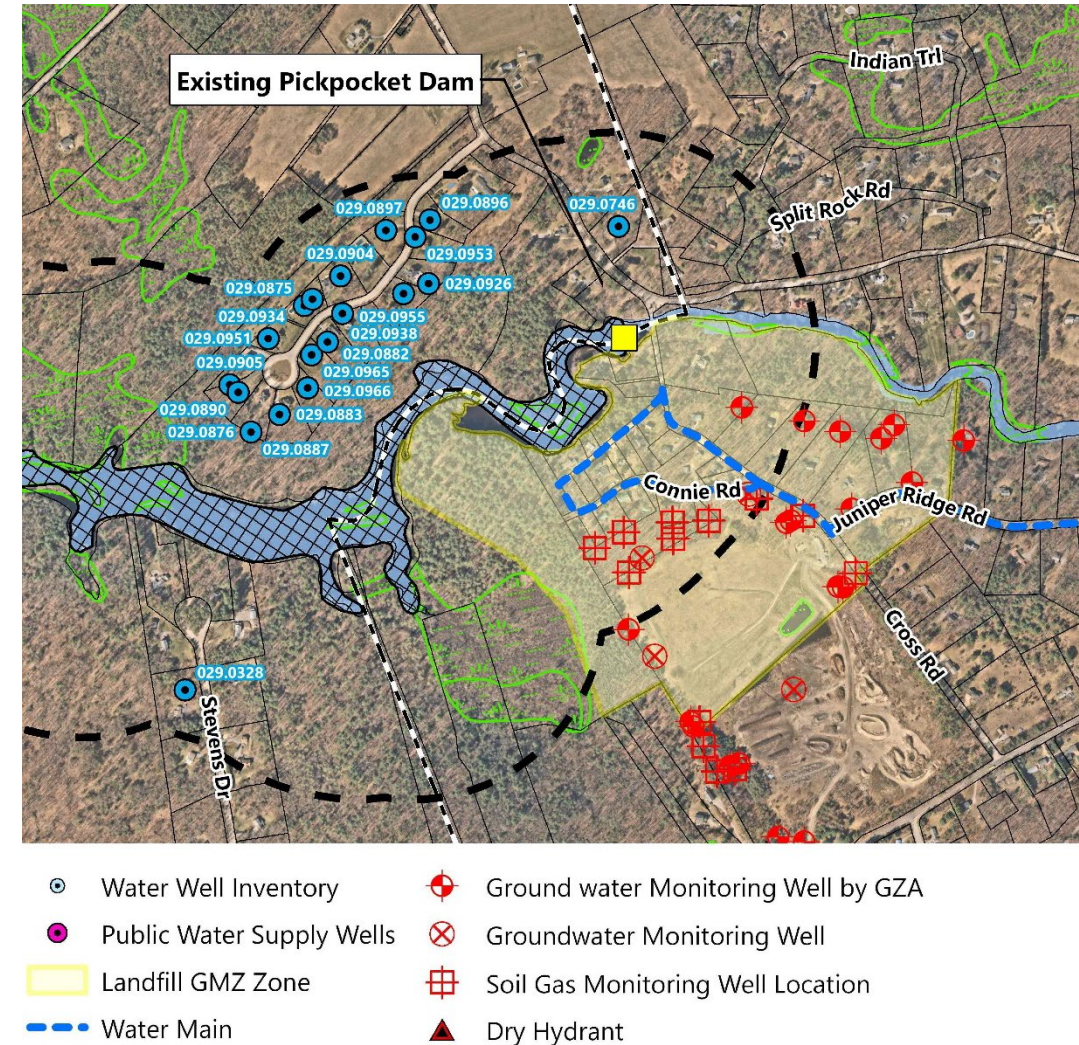 Indian Trl
Existing Pickpocket Dam
Split Rock Rd
029.0897
029.0896
029.0746
029.0953
029.0904
029.0926
029.0875
029.0955
029.0934
029.0938
029.0951
029.0882
029.0905
029.0965
029.0966
029.0890
029.0883
029.0876
029.0887
Connie Rd
Juniper Ridge Rd
Cross Rd
029.0328
Stevens Dr
Water Well Inventory
Public Water Supply Wells
Landfill GMZ Zone
Water Main
Ground water Monitoring Well by GZA
Groundwater Monitoring Well
Soil Gas Monitoring Well Location
Dry Hydrant